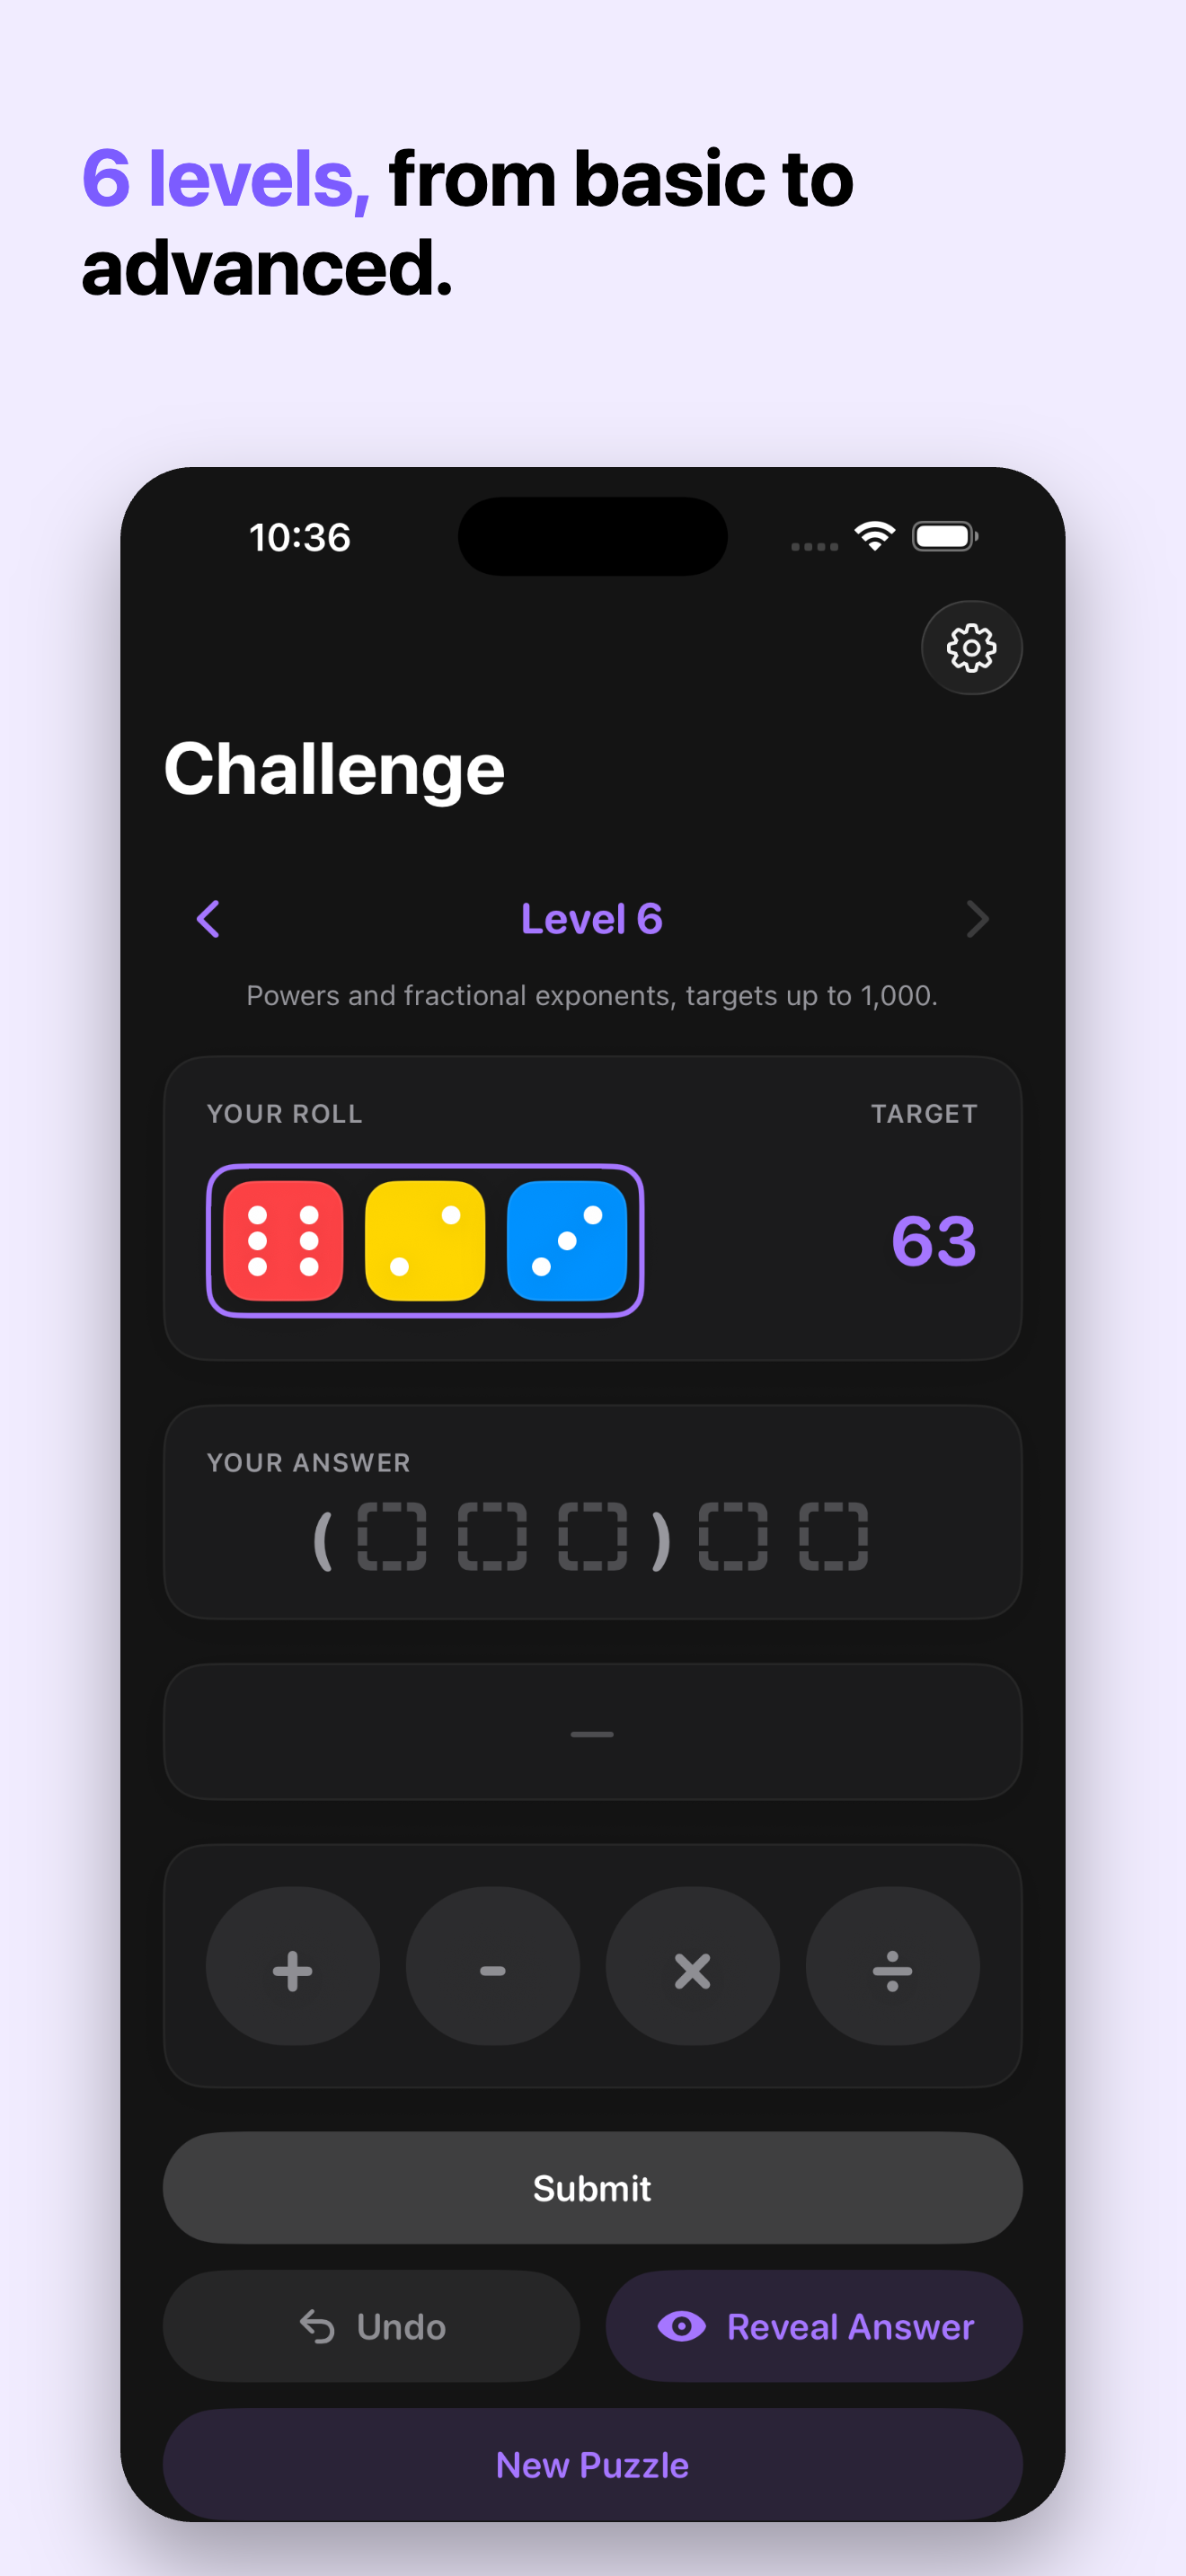 6 levels, from basic to
advanced.
10:36
Challenge
Level 6
Powers and fractional exponents, targets up to 1,000.
YOUR ROLL
TARGET
63
YOUR ANSWER
( )
—
+ - × ÷
Submit
Undo
Reveal Answer
New Puzzle